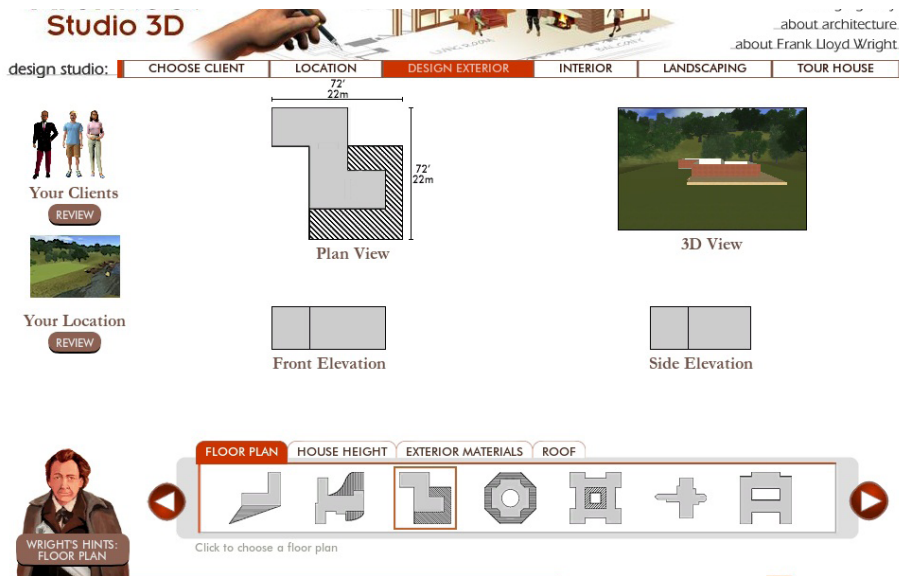 Studio 3D
about architecture
about Frank Lloyd Wright
design studio:
CHOOSE CLIENT
LOCATION
DESIGN EXTERIOR
INTERIOR
LANDSCAPING
TOUR HOUSE
72'
22m
72'
22m
Your Clients
REVIEW
Plan View
3D View
Your Location
REVIEW
Front Elevation
Side Elevation
FLOOR PLAN
HOUSE HEIGHT
EXTERIOR MATERIALS
ROOF
WRIGHT'S HINTS:
FLOOR PLAN
Click to choose a floor plan